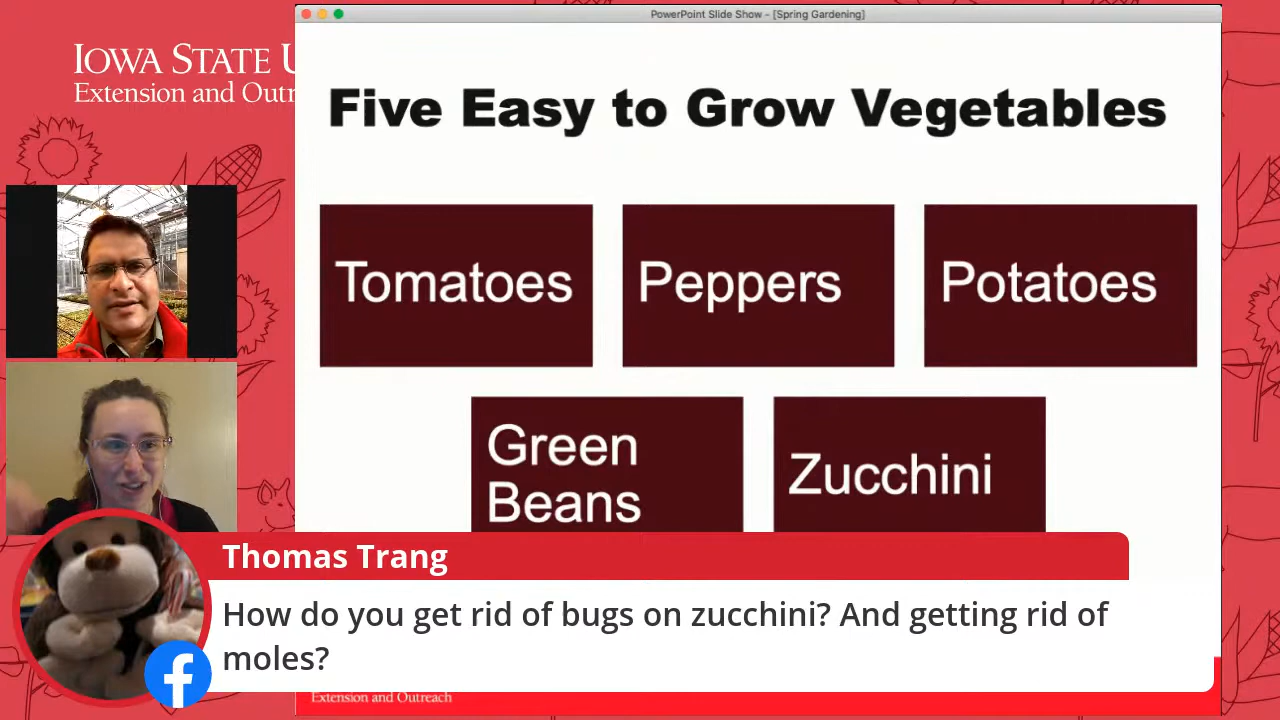 PowerPoint Slide Show - [Spring Gardening]
IOWA STATE U
Extension and Outr
Five Easy to Grow Vegetables
Tomatoes
Peppers
Potatoes
Green
Beans
Zucchini
Thomas Trang
How do you get rid of bugs on zucchini? And getting rid of
moles?
Extension and Outreach